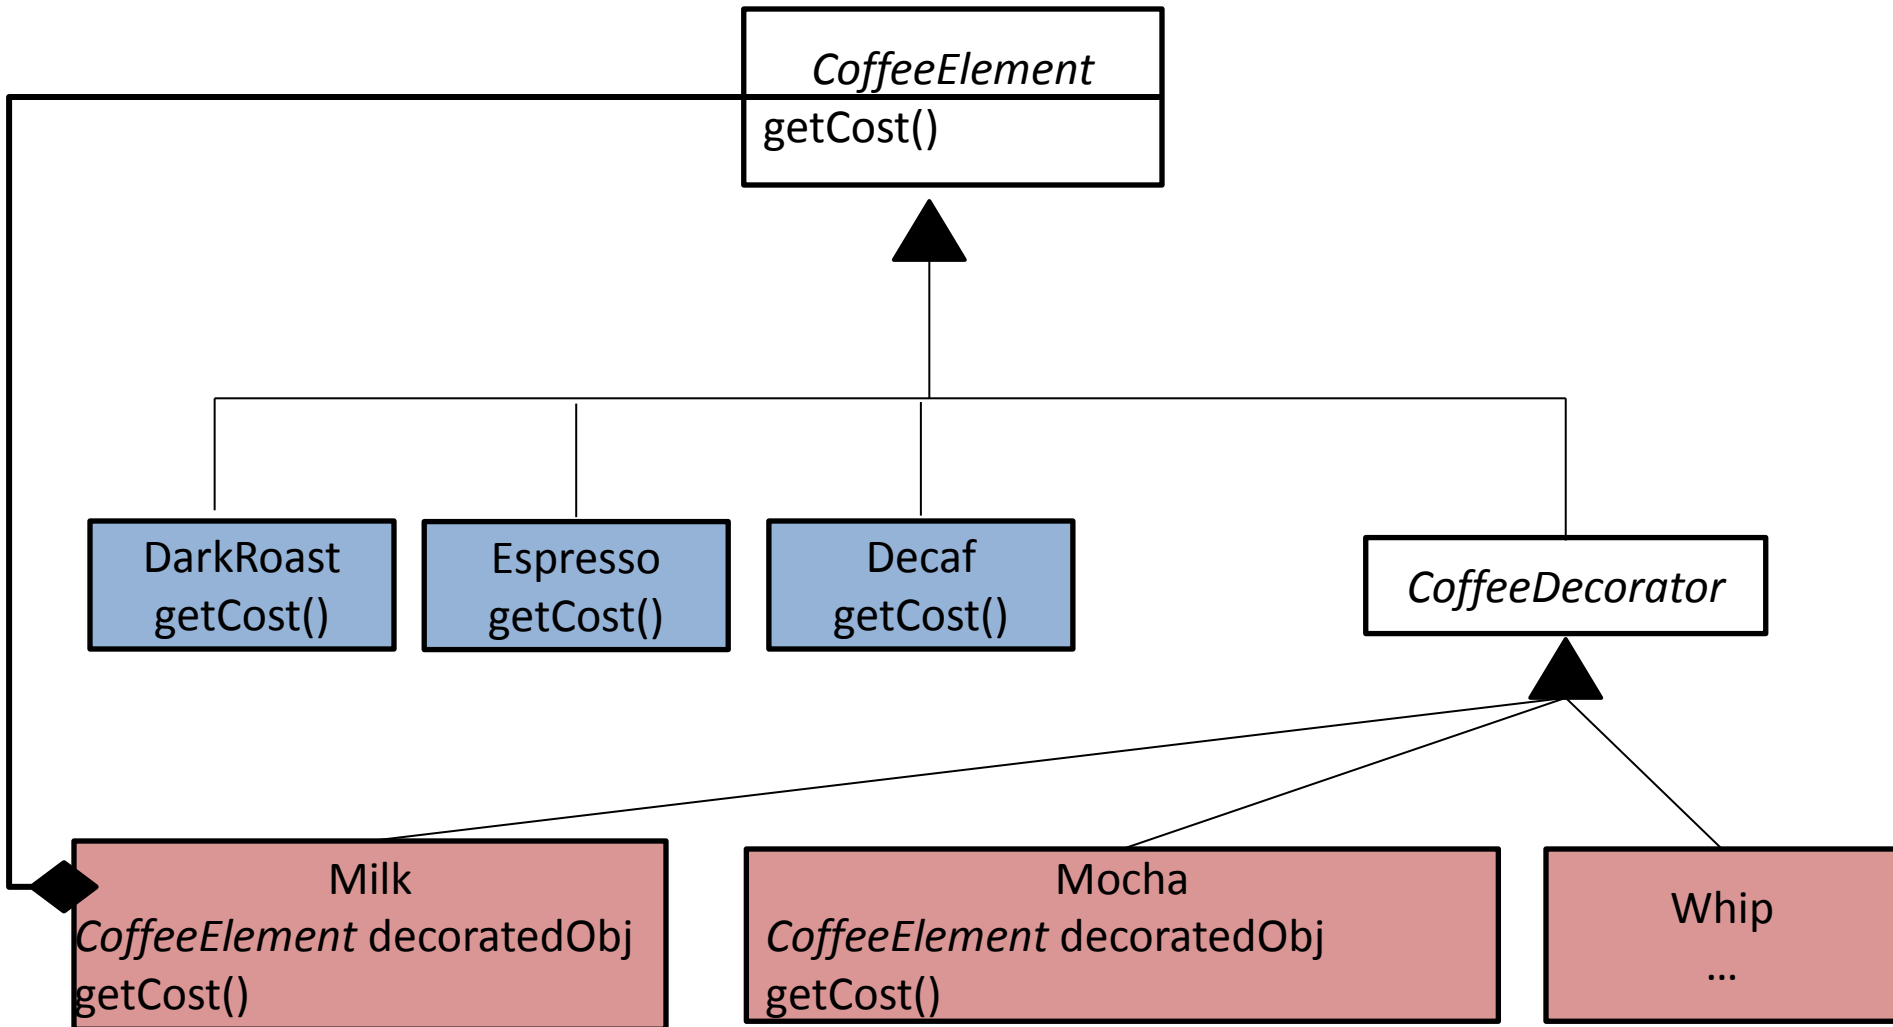 CoffeeElement
getCost()
DarkRoast
getCost()
Espresso
getCost()
Decaf
getCost()
CoffeeDecorator
Milk
CoffeeElement decoratedObj
getCost()
Mocha
CoffeeElement decoratedObj
getCost()
Whip
...